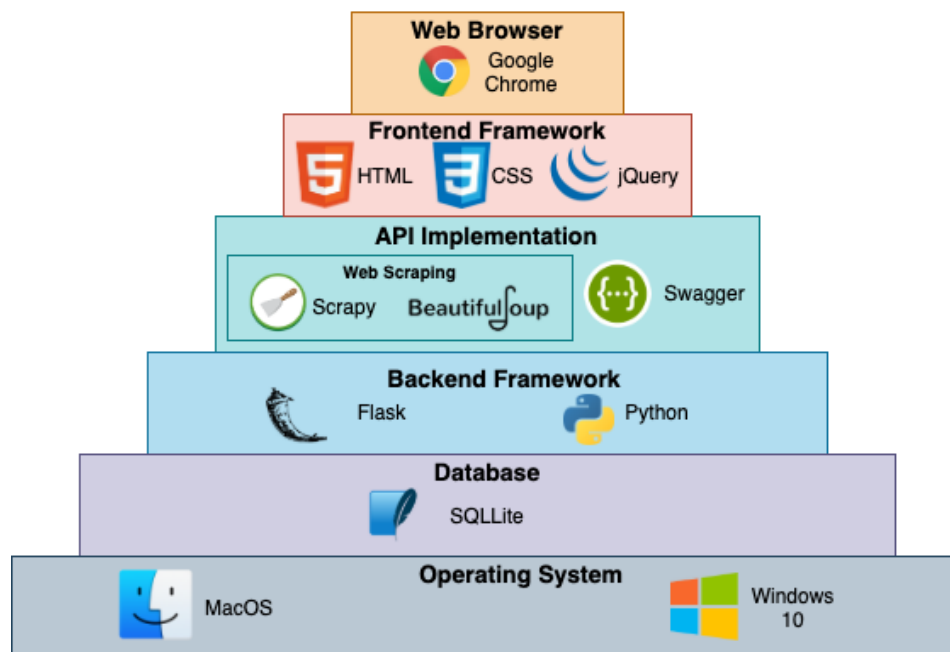 Web Browser
Google
Chrome
Frontend Framework
HTML
CSS
jQuery
API Implementation
Web Scraping
Scrapy
BeautifulSoup
Swagger
Backend Framework
Flask
Python
Database
SQLLite
Operating System
MacOS
Windows
10